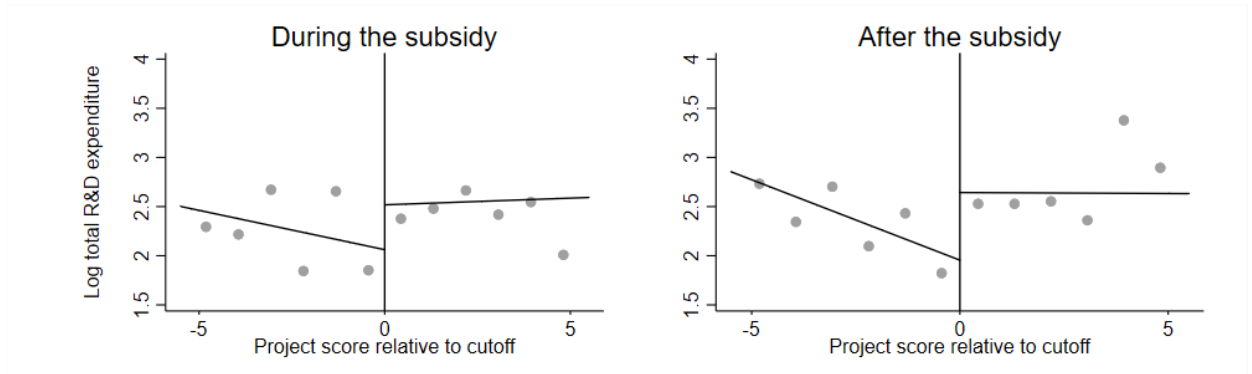 During the subsidy
Log total R&D expenditure
4
3.5
3
2.5
2
1.5
-5 0 5
Project score relative to cutoff
After the subsidy
4
3.5
3
2.5
2
1.5
-5 0 5
Project score relative to cutoff